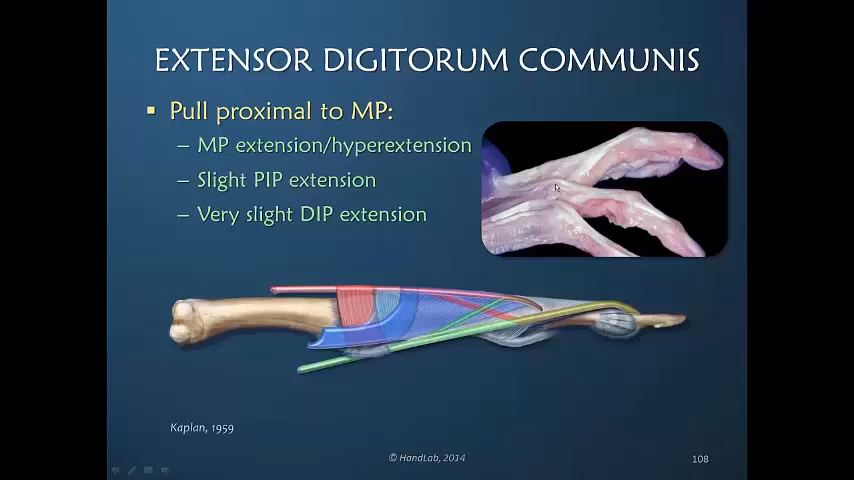 EXTENSOR DIGITORUM COMMUNIS
▪ Pull proximal to MP:
– MP extension/hyperextension
– Slight PIP extension
– Very slight DIP extension
Kaplan, 1959
© HandLab, 2014
108